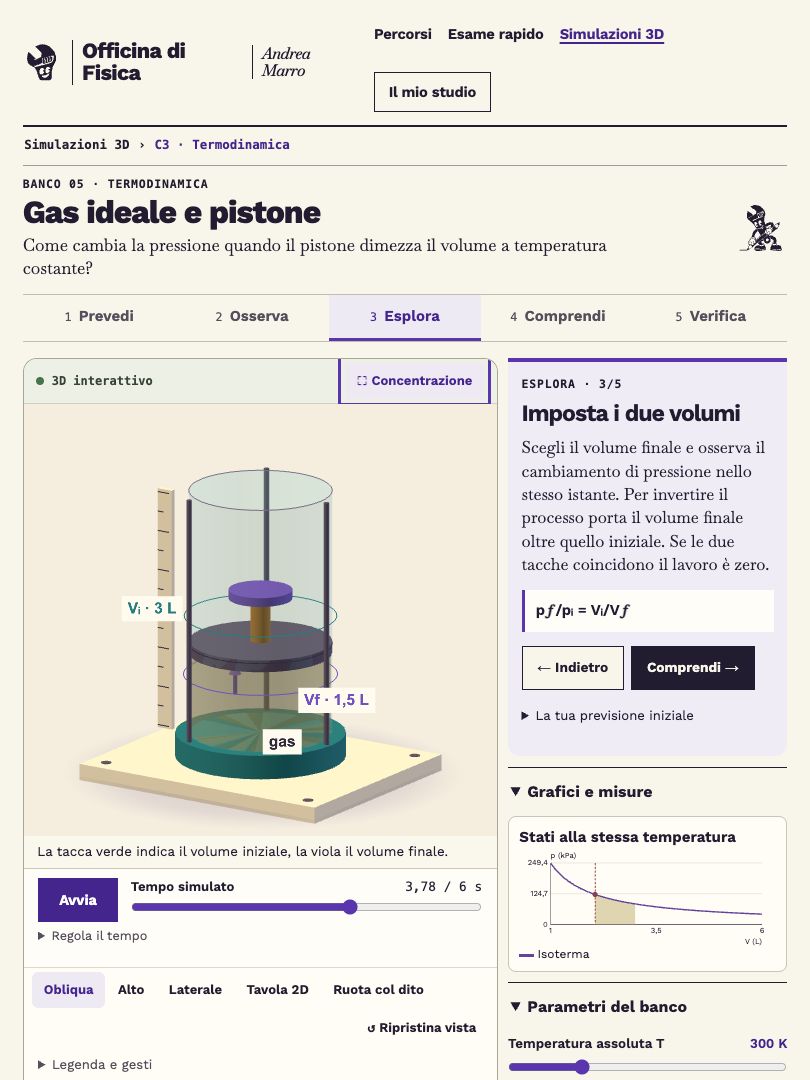 Officina di
Fisica
Andrea
Marro
Percorsi
Esame rapido
Simulazioni 3D
Il mio studio
Simulazioni 3D › C3 · Termodinamica
BANCO 05 · TERMODINAMICA
Gas ideale e pistone
Come cambia la pressione quando il pistone dimezza il volume a temperatura
costante?
1 Prevedi
2 Osserva
3 Esplora
4 Comprendi
5 Verifica
3D interattivo
Concentrazione
Vᵢ · 3 L
Vf · 1,5 L
gas
La tacca verde indica il volume iniziale, la viola il volume finale.
Avvia
Tempo simulato
3,78 / 6 s
▶ Regola il tempo
Obliqua
Alto
Laterale
Tavola 2D
Ruota col dito
↺ Ripristina vista
▶ Legenda e gesti
ESPLORA · 3/5
Imposta i due volumi
Scegli il volume finale e osserva il
cambiamento di pressione nello
stesso istante. Per invertire il
processo porta il volume finale
oltre quello iniziale. Se le due
tacche coincidono il lavoro è zero.
p𝑓/pᵢ = Vᵢ/V𝑓
← Indietro
Comprendi →
▶ La tua previsione iniziale
▼ Grafici e misure
Stati alla stessa temperatura
p (kPa)
249,4
124,7
0
1
3,5
6
V (L)
Isoterma
▼ Parametri del banco
Temperatura assoluta T
300 K